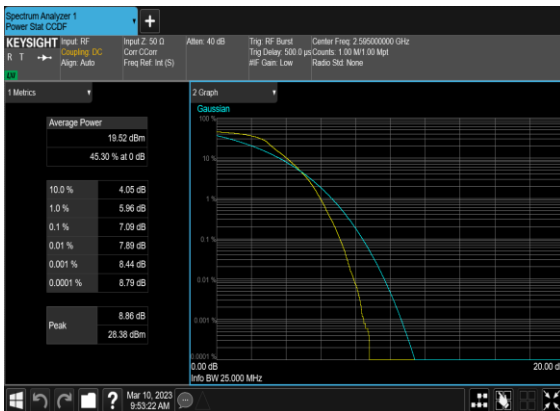 Spectrum Analyzer 1
Power Stat CCDF
KEYSIGHT
R T
LV
Input: RF
Coupling: DC
Align: Auto
Input Z: 50 Ω
Corr CCorr
Freq Ref: Int (S)
Atten: 40 dB
Trig: RF Burst
Trig Delay: 500.0 µs
#IF Gain: Low
Center Freq: 2.595000000 GHz
Counts: 1.00 M/1.00 Mpt
Radio Std: None
1 Metrics
Average Power
19.52 dBm
45.30 % at 0 dB
10.0 % 4.05 dB
1.0 % 5.96 dB
0.1 % 7.09 dB
0.01 % 7.89 dB
0.001 % 8.44 dB
0.0001 % 8.79 dB
Peak 8.86 dB
28.38 dBm
2 Graph
Gaussian
100 %
10 %
1 %
0.1 %
0.01 %
0.001 %
0.0001 %
0.00 dB 20.00 d
Info BW 25.000 MHz
Mar 10, 2023
9:53:22 AM